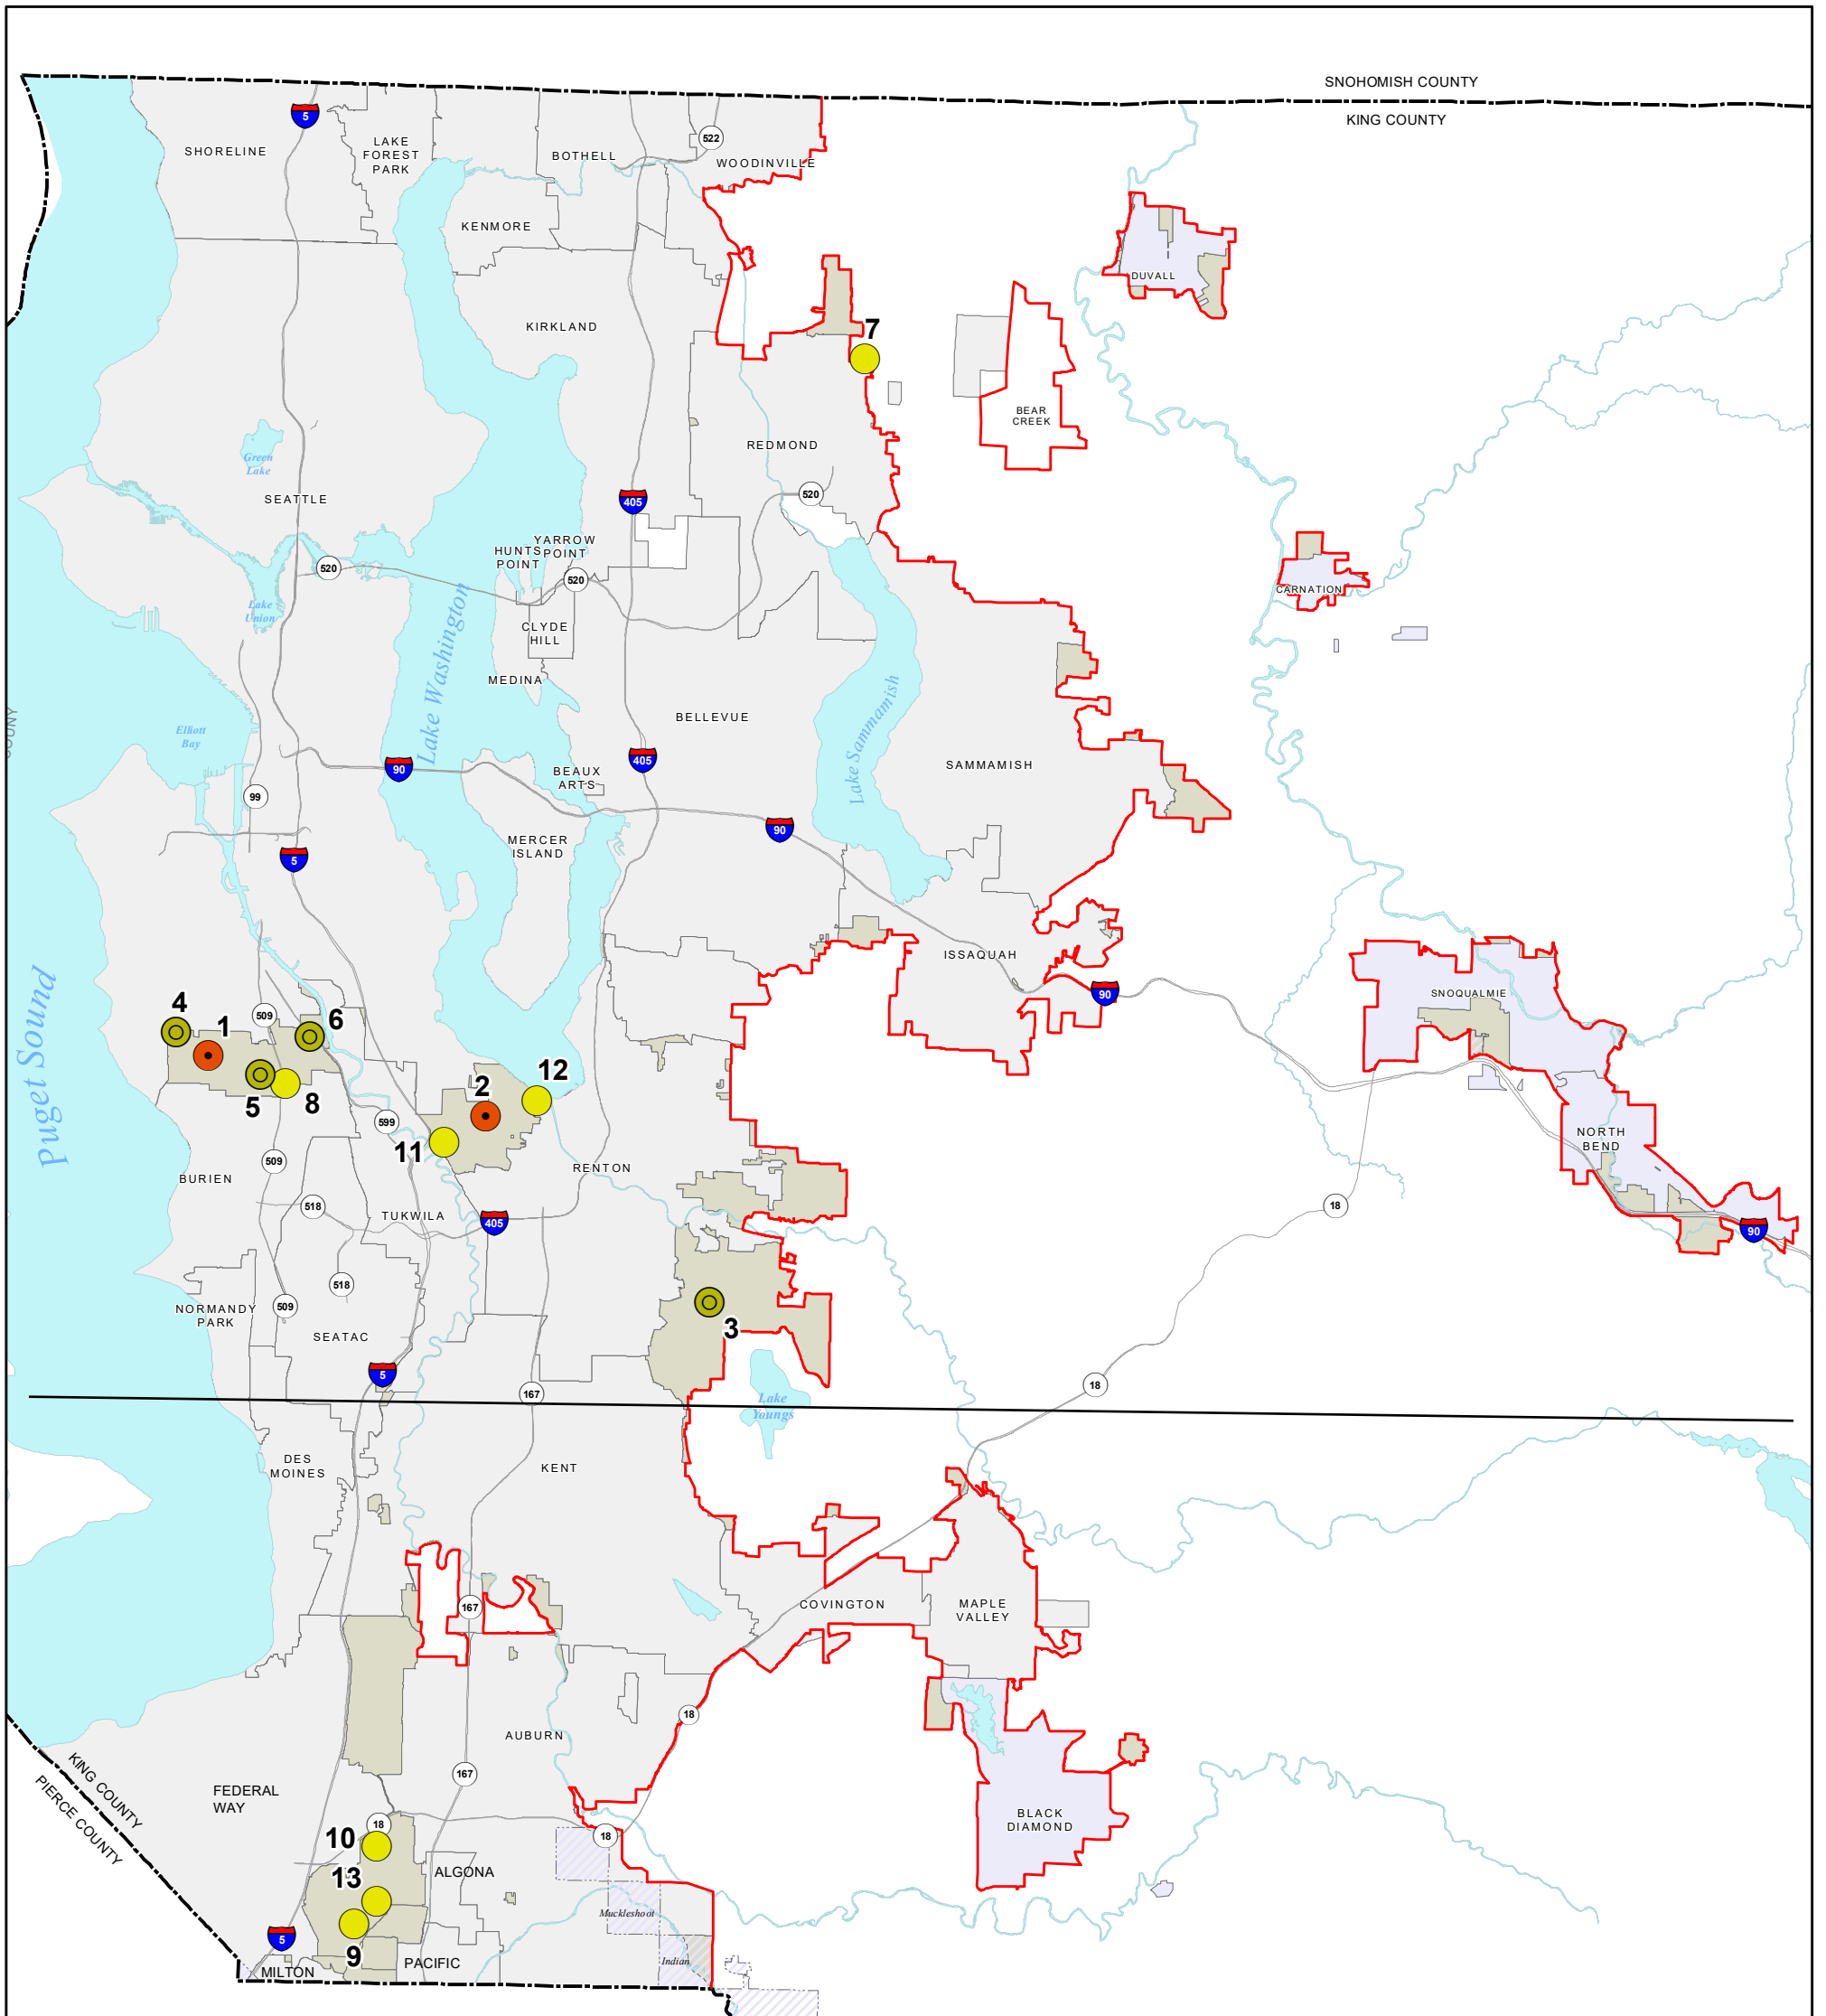 SNOHOMISH COUNTY
KING COUNTY
5
522
SHORELINE
LAKE
FOREST
PARK
BOTHELL
WOODINVILLE
KENMORE
DUVALL
KIRKLAND
7
BEAR
CREEK
REDMOND
Green
Lake
SEATTLE
405
520
YARROW
POINT
HUNTS
POINT
520
520
CARNATION
Lake
Union
CLYDE
HILL
Lake Washington
MEDINA
BELLEVUE
Lake Sammamish
Elliott
Bay
90
405
BEAUX
ARTS
SAMMAMISH
99
90
MERCER
ISLAND
5
ISSAQUAH
90
SNOQUALMIE
Puget Sound
4
1
509
6
12
2
5
8
599
11
NORTH
BEND
509
RENTON
BURIEN
518
TUKWILA
405
18
90
518
509
NORMANDY
PARK
SEATAC
3
5
167
18
Lake
Youngs
DES
MOINES
KENT
167
COVINGTON
MAPLE
VALLEY
18
AUBURN
KING COUNTY
PIERCE COUNTY
FEDERAL
WAY
167
BLACK
DIAMOND
18
10
18
13
ALGONA
Muckleshoot
5
9
PACIFIC
MILTON
Indian